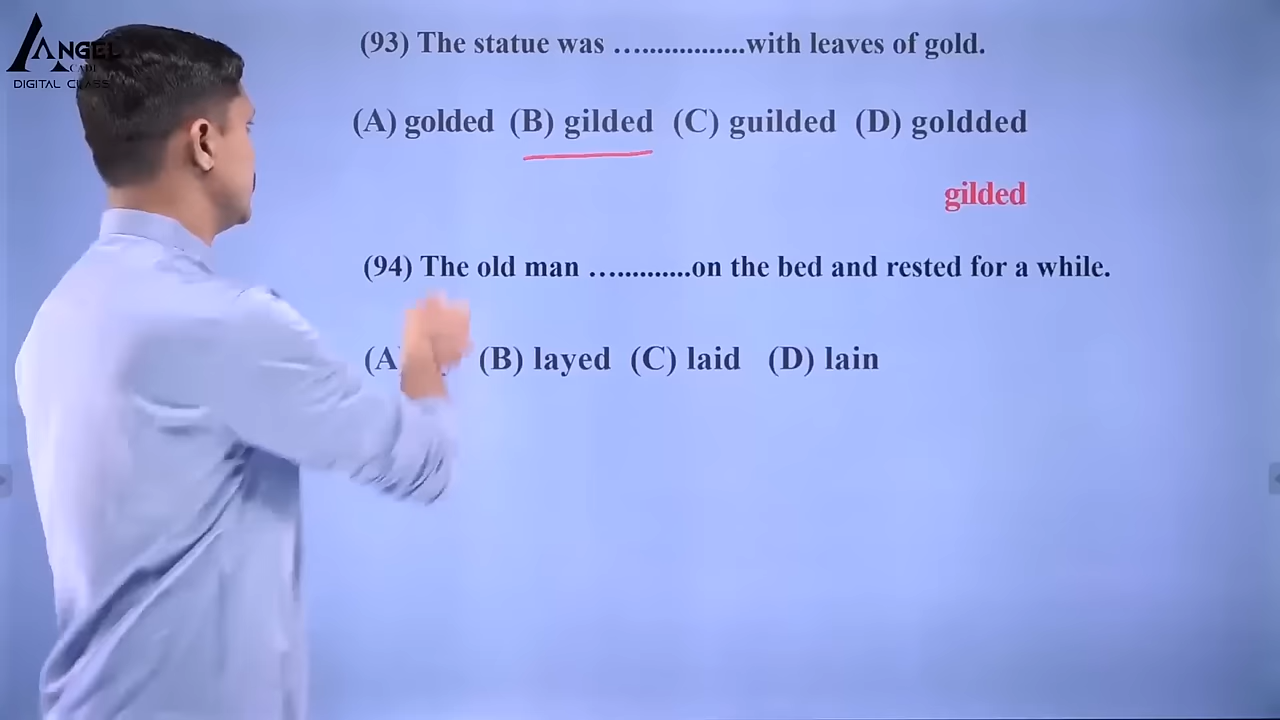 ANGEL
DIGITAL CLASS
(93) The statue was …................with leaves of gold.
(A) golded (B) gilded (C) guilded (D) goldded
gilded
(94) The old man …...........on the bed and rested for a while.
(A (B) layed (C) laid (D) lain